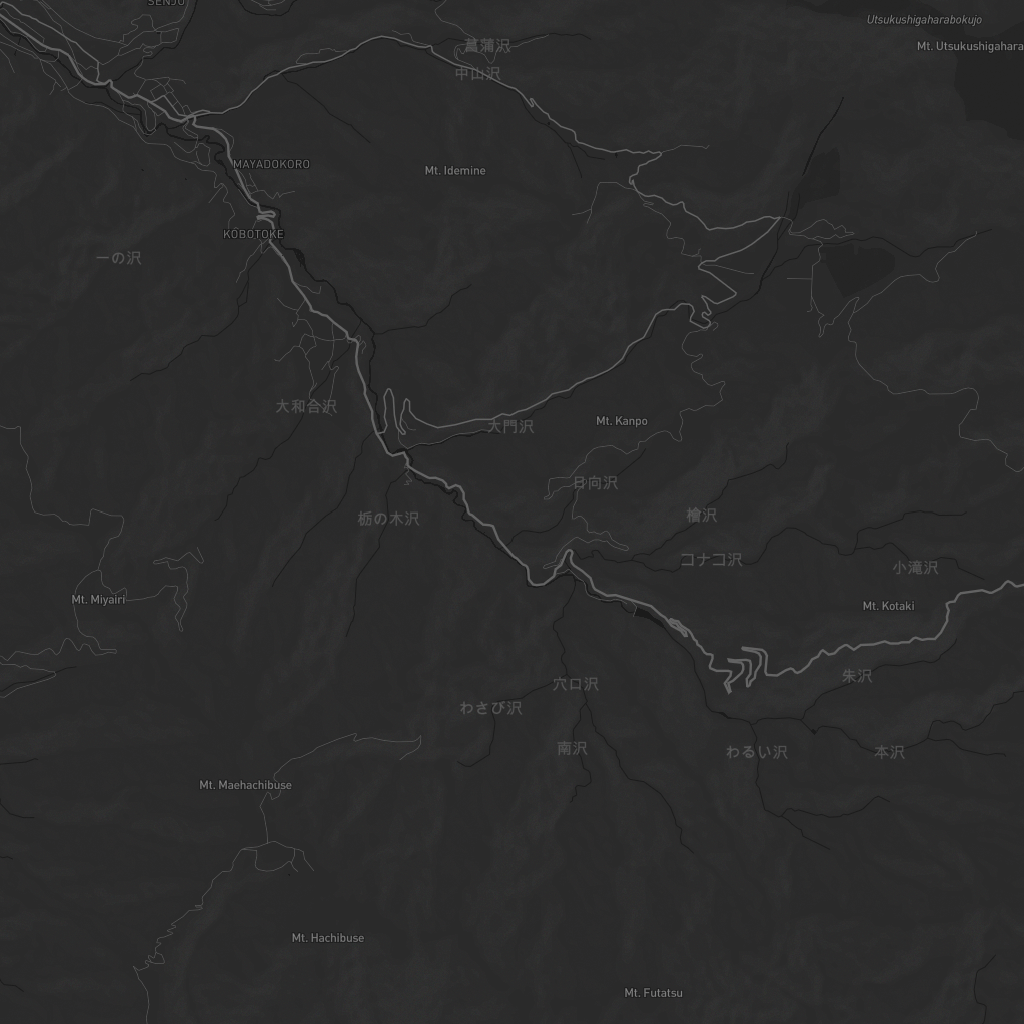 SENJU
Utsukushigaharabokujo
Mt. Utsukushigahara
菖蒲沢
中山沢
MAYADOKORO
Mt. Idemine
KOBOTOKE
一の沢
大和合沢
大門沢
Mt. Kanpo
日向沢
栃の木沢
檜沢
コナコ沢
小滝沢
Mt. Miyairi
Mt. Kotaki
朱沢
穴口沢
わさび沢
南沢
わるい沢
本沢
Mt. Maehachibuse
Mt. Hachibuse
Mt. Futatsu